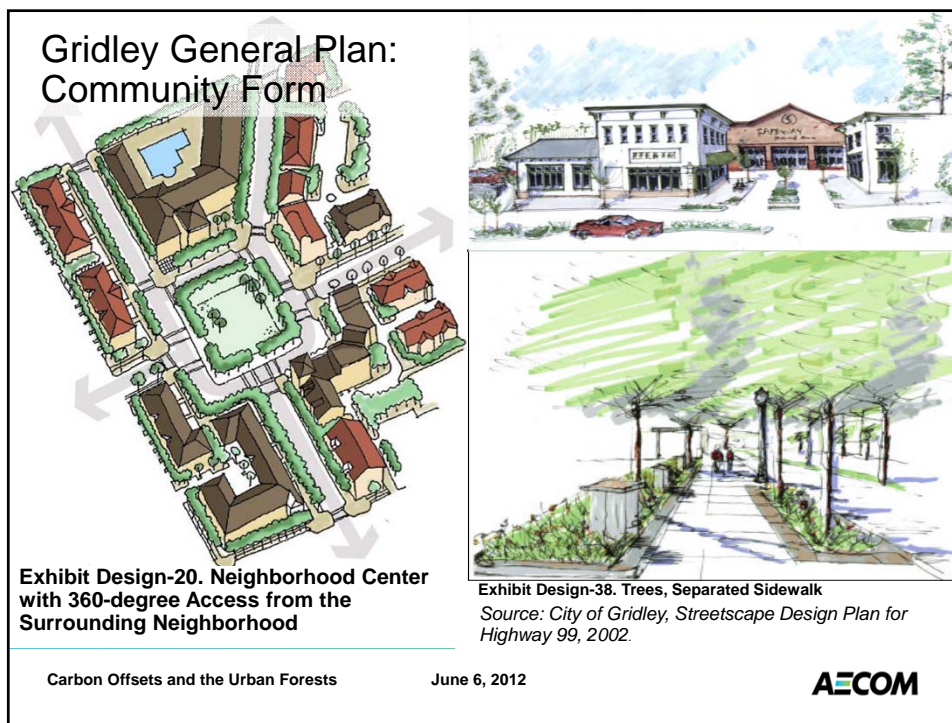 Gridley General Plan:
Community Form
SAFEWAY
Exhibit Design-20. Neighborhood Center
with 360-degree Access from the
Surrounding Neighborhood
Exhibit Design-38. Trees, Separated Sidewalk
Source: City of Gridley, Streetscape Design Plan for
Highway 99, 2002.
Carbon Offsets and the Urban Forests
June 6, 2012
AECOM